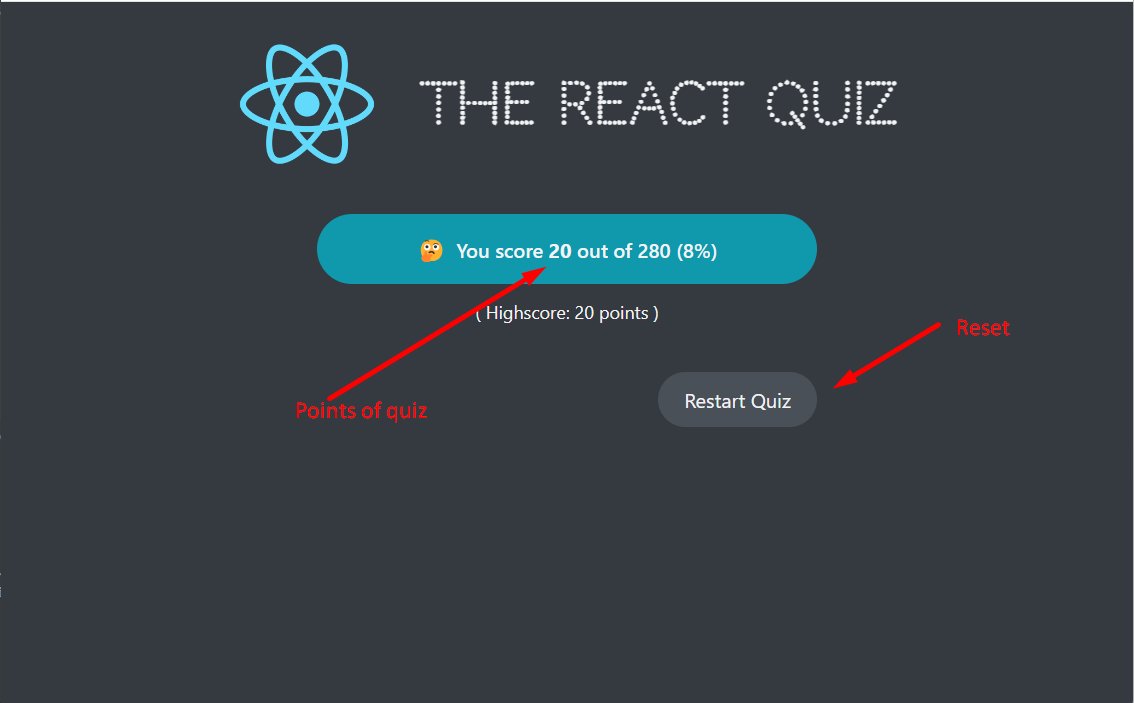 THE REACT QUIZ
🤔 You score 20 out of 280 (8%)
( Highscore: 20 points )
Reset
Restart Quiz
Points of quiz